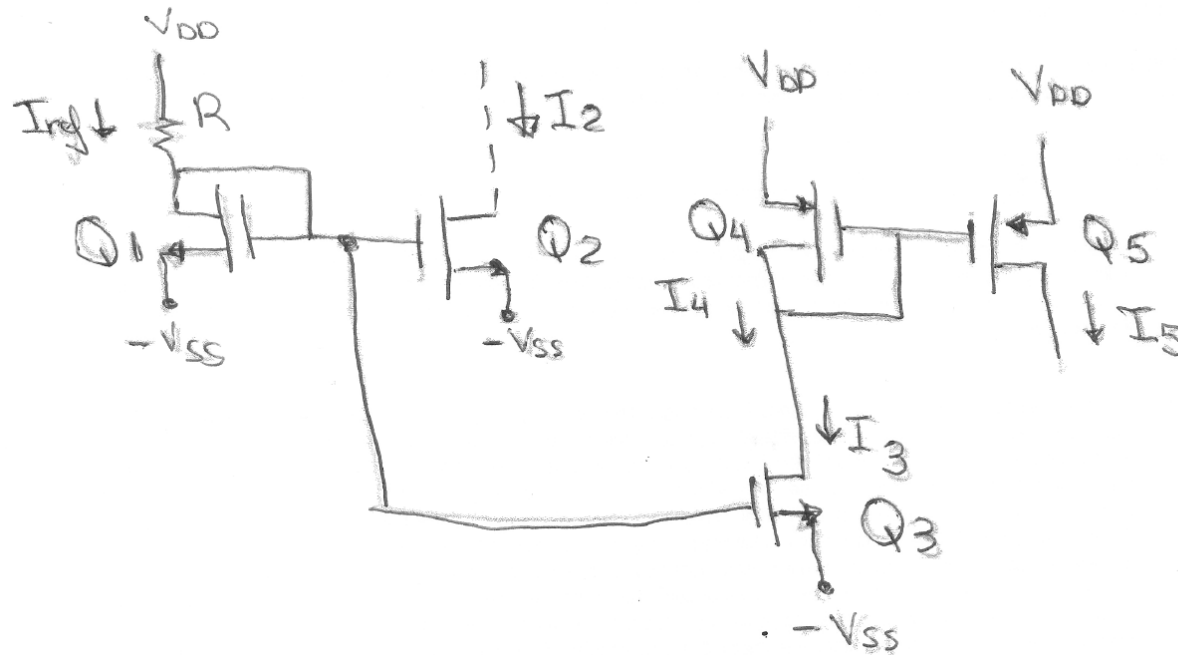 VDD
Iref R
I2
Q1
Q2
-VSS
-VSS
VDD
VDD
Q4
Q5
I4
I5
I3
Q3
-VSS